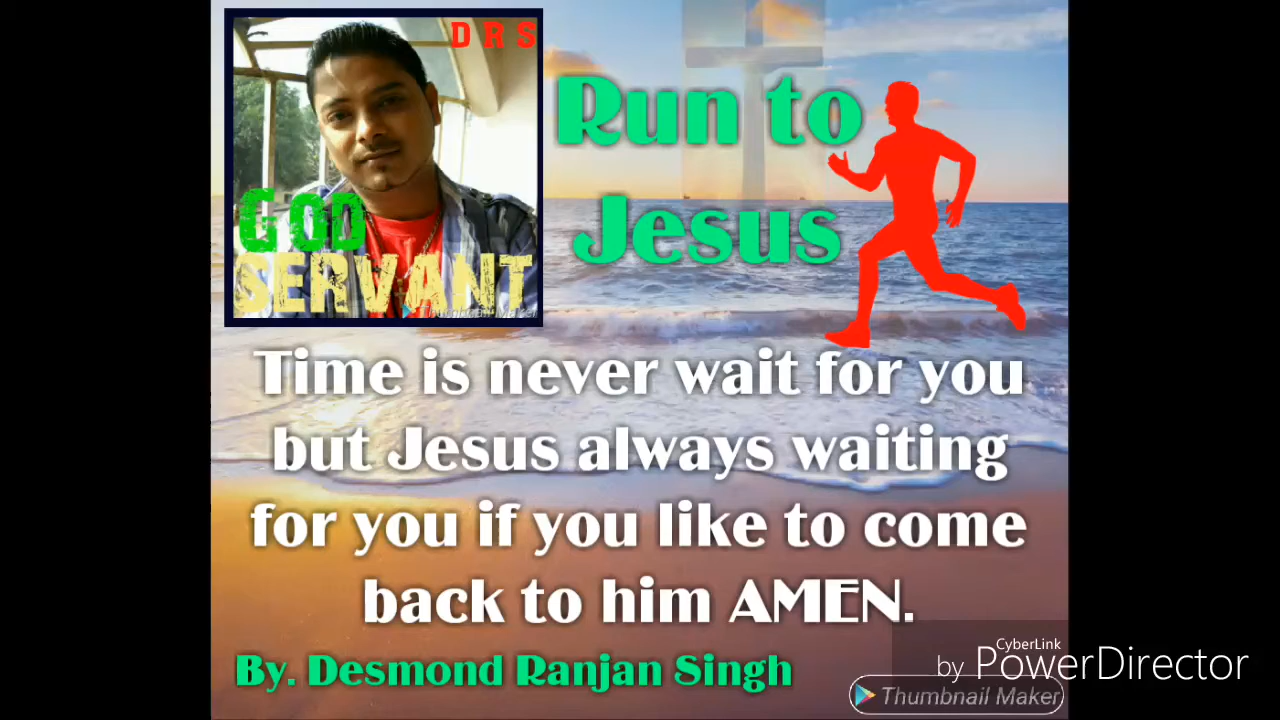 D R S
GOD
SERVANT
Run to
Jesus
Time is never wait for you
but Jesus always waiting
for you if you like to come
back to him AMEN.
By. Desmond Ranjan Singh
CyberLink
by PowerDirector
Thumbnail Maker